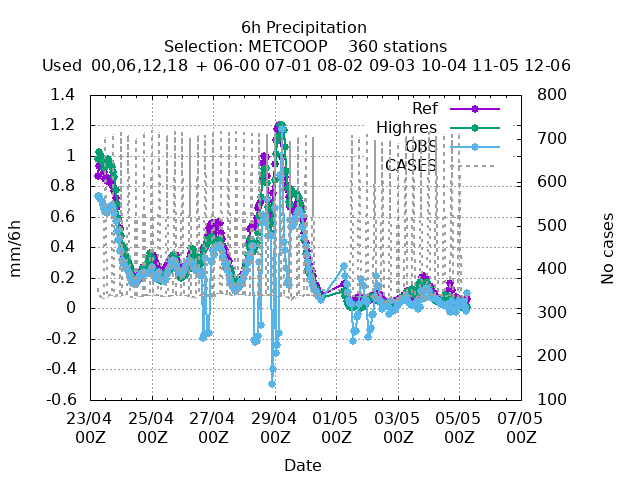 6h Precipitation
Selection: METCOOP    360 stations
Used  00,06,12,18 + 06-00 07-01 08-02 09-03 10-04 11-05 12-06
1.4
1.2
1
0.8
0.6
0.4
0.2
0
-0.2
-0.4
-0.6
mm/6h
Ref
Highres
OBS
CASES
800
700
600
500
400
300
200
100
No cases
23/04 25/04 27/04 29/04 01/05 03/05 05/05 07/05
00Z 00Z 00Z 00Z 00Z 00Z 00Z 00Z
Date